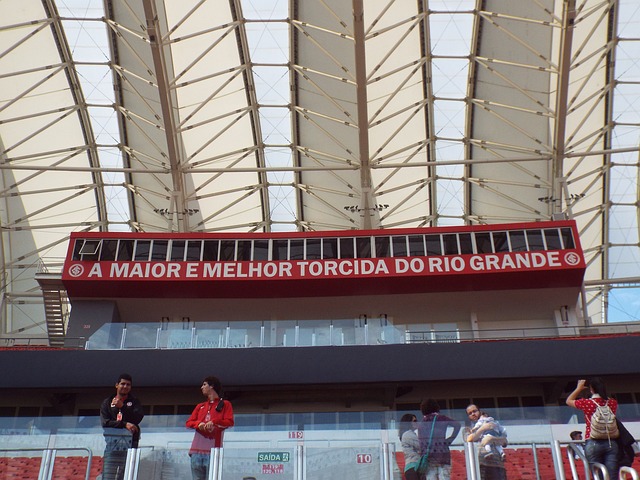 A MAIOR E MELHOR TORCIDA DO RIO GRANDE
119
SAÍDA
10